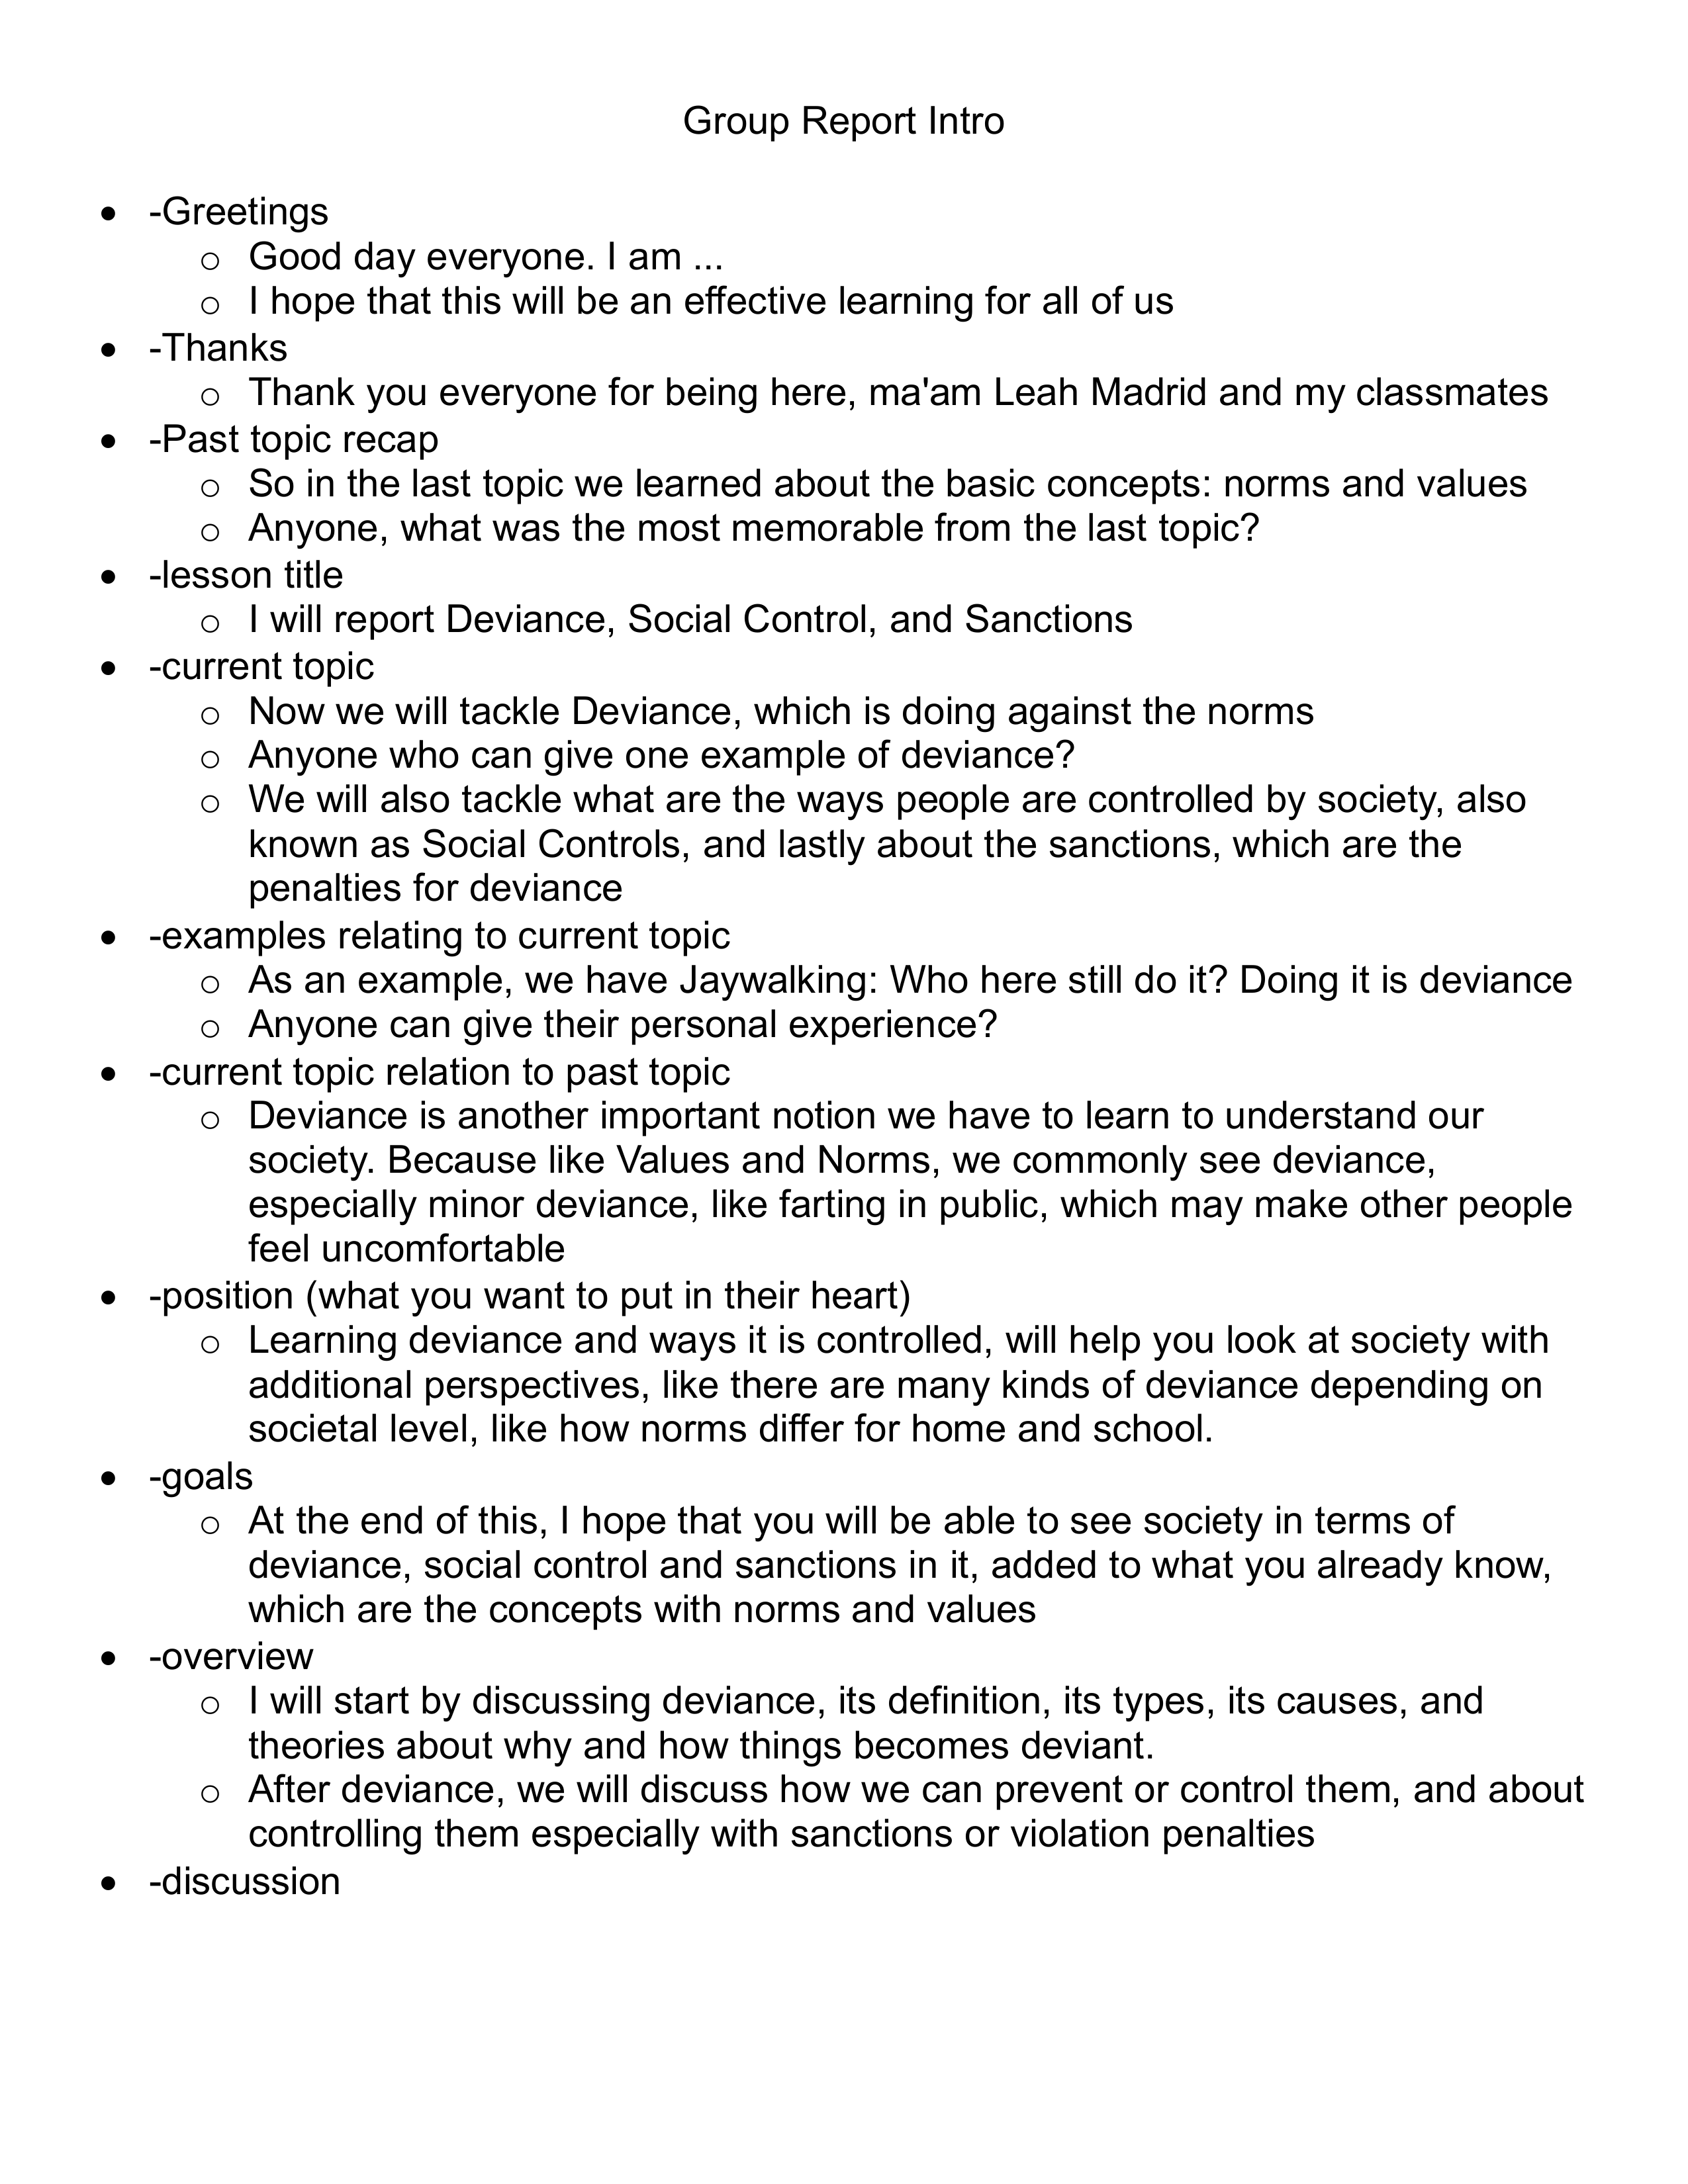 Group Report Intro
• -Greetings
o Good day everyone. I am ...
o I hope that this will be an effective learning for all of us
• -Thanks
o Thank you everyone for being here, ma'am Leah Madrid and my classmates
• -Past topic recap
o So in the last topic we learned about the basic concepts: norms and values
o Anyone, what was the most memorable from the last topic?
• -lesson title
o I will report Deviance, Social Control, and Sanctions
• -current topic
o Now we will tackle Deviance, which is doing against the norms
o Anyone who can give one example of deviance?
o We will also tackle what are the ways people are controlled by society, also
known as Social Controls, and lastly about the sanctions, which are the
penalties for deviance
• -examples relating to current topic
o As an example, we have Jaywalking: Who here still do it? Doing it is deviance
o Anyone can give their personal experience?
• -current topic relation to past topic
o Deviance is another important notion we have to learn to understand our
society. Because like Values and Norms, we commonly see deviance,
especially minor deviance, like farting in public, which may make other people
feel uncomfortable
• -position (what you want to put in their heart)
o Learning deviance and ways it is controlled, will help you look at society with
additional perspectives, like there are many kinds of deviance depending on
societal level, like how norms differ for home and school.
• -goals
o At the end of this, I hope that you will be able to see society in terms of
deviance, social control and sanctions in it, added to what you already know,
which are the concepts with norms and values
• -overview
o I will start by discussing deviance, its definition, its types, its causes, and
theories about why and how things becomes deviant.
o After deviance, we will discuss how we can prevent or control them, and about
controlling them especially with sanctions or violation penalties
• -discussion